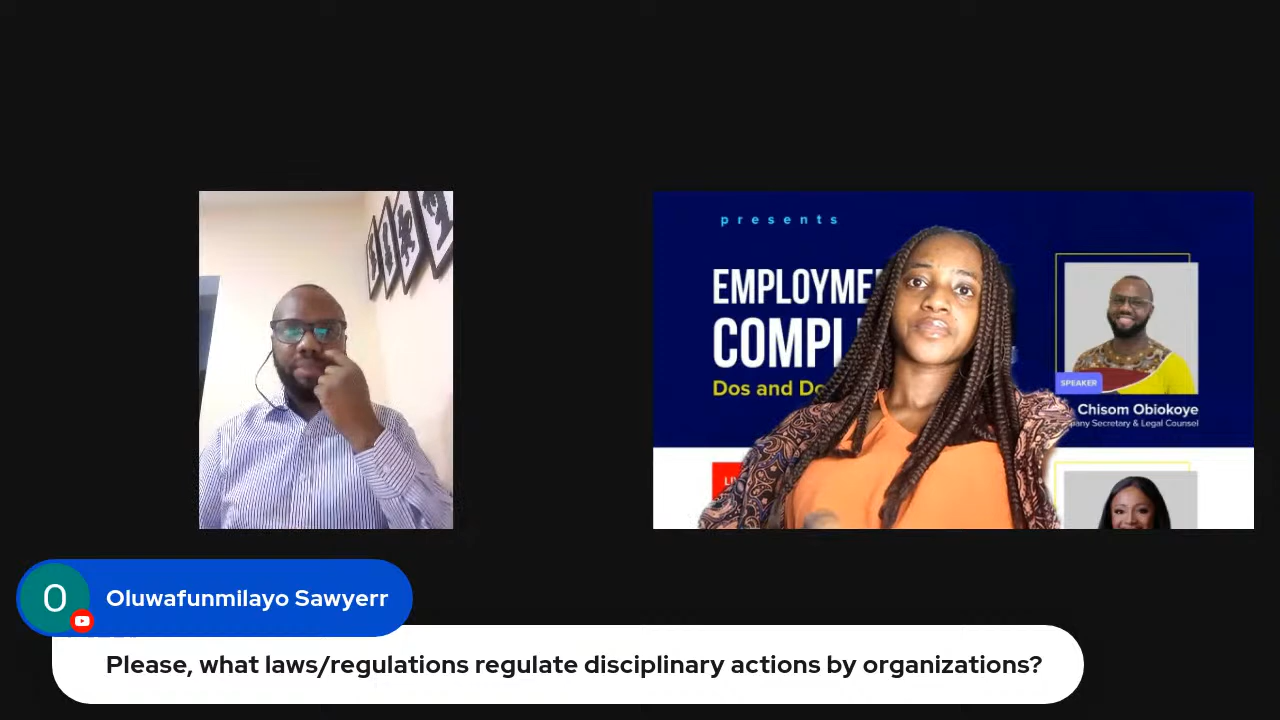 presents
EMPLOYME
COMPL
Dos and Do
SPEAKER
Chisom Obiokoye
pany Secretary & Legal Counsel
LI
O
Oluwafunmilayo Sawyerr
Please, what laws/regulations regulate disciplinary actions by organizations?